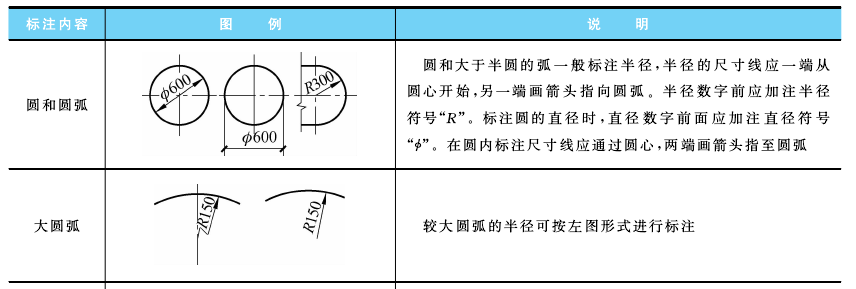 标注内容 图 例 说 明
圆和圆弧
ϕ600 ϕ600 R300
圆和大于半圆的弧一般标注半径,半径的尺寸线应一端从
圆心开始,另一端画箭头指向圆弧。半径数字前应加注半径
符号“R”。标注圆的直径时,直径数字前面应加注直径符号
“ϕ”。在圆内标注尺寸线应通过圆心,两端画箭头指至圆弧
大圆弧
R150 R150
较大圆弧的半径可按左图形式进行标注